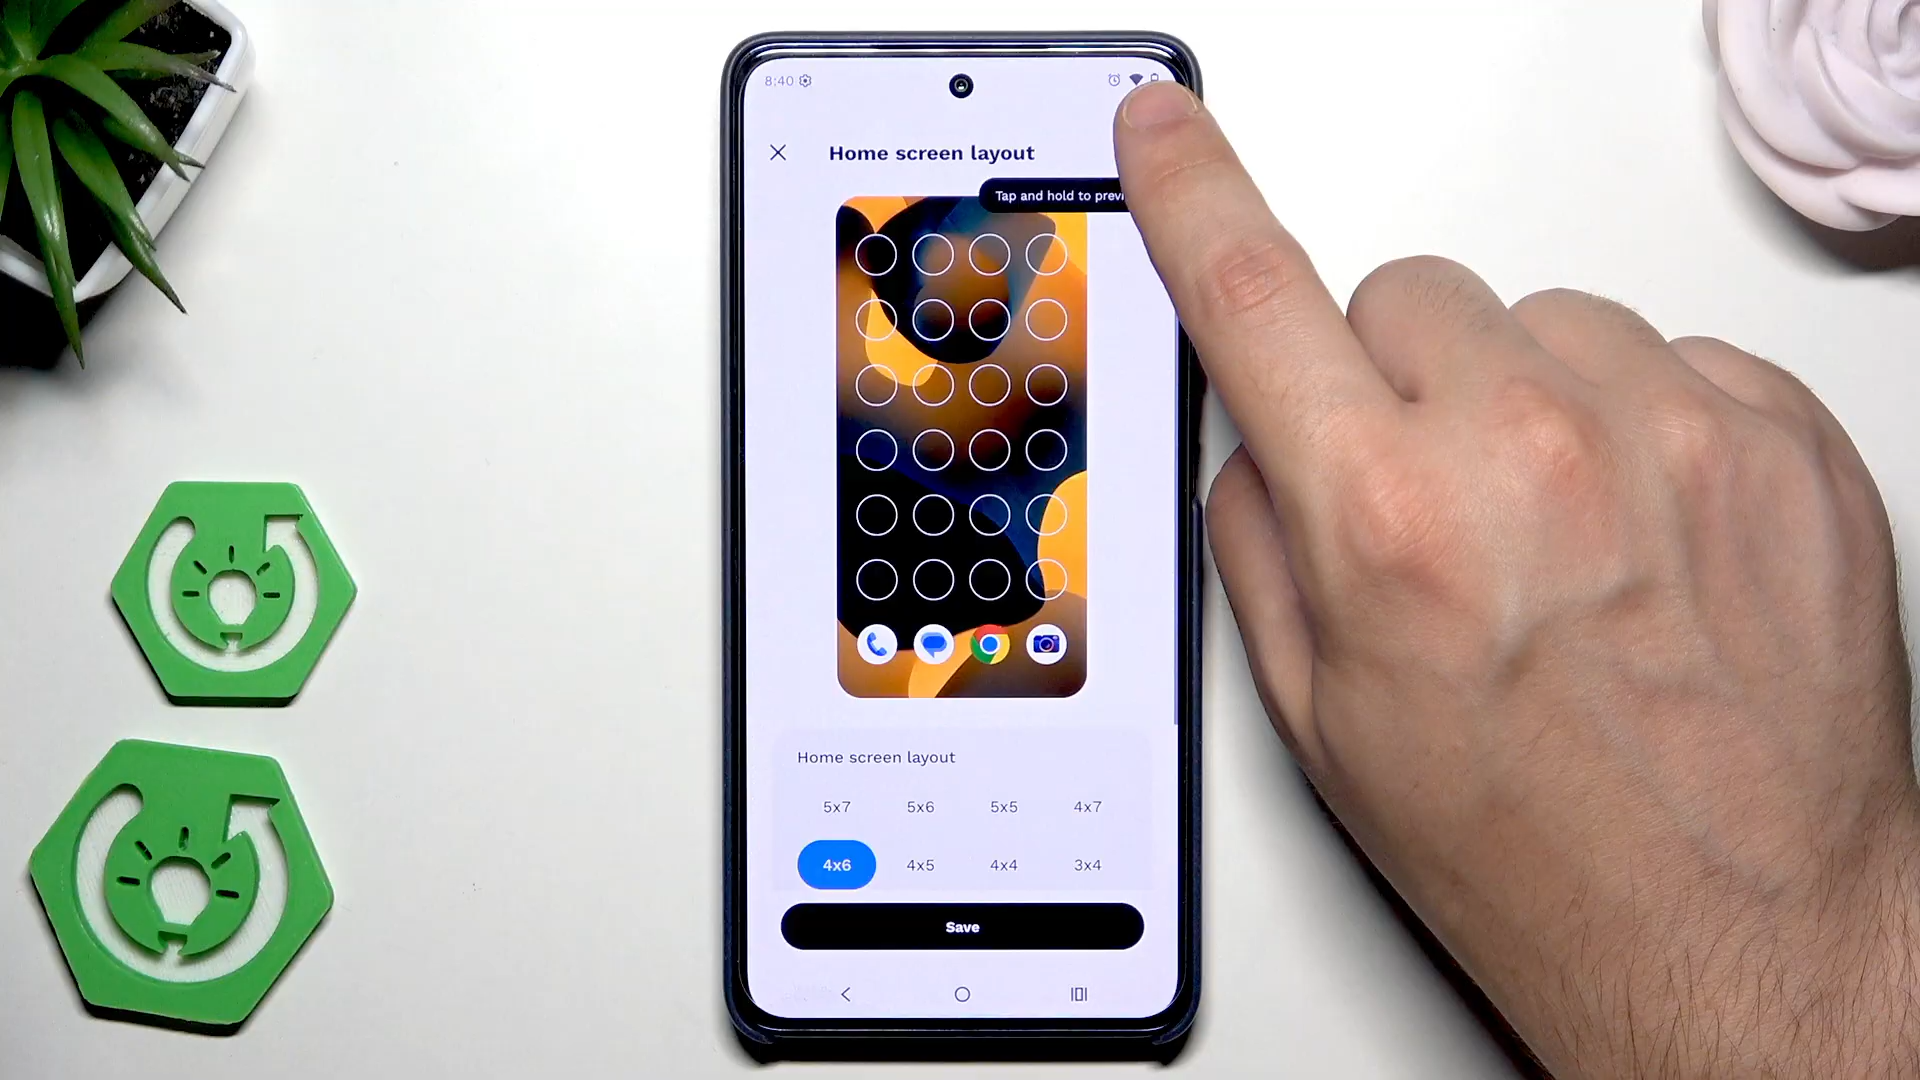 8:40
Home screen layout
Tap and hold to
Home screen layout
5x7 5x6 5x5 4x7
4x6 4x5 4x4 3x4
Save